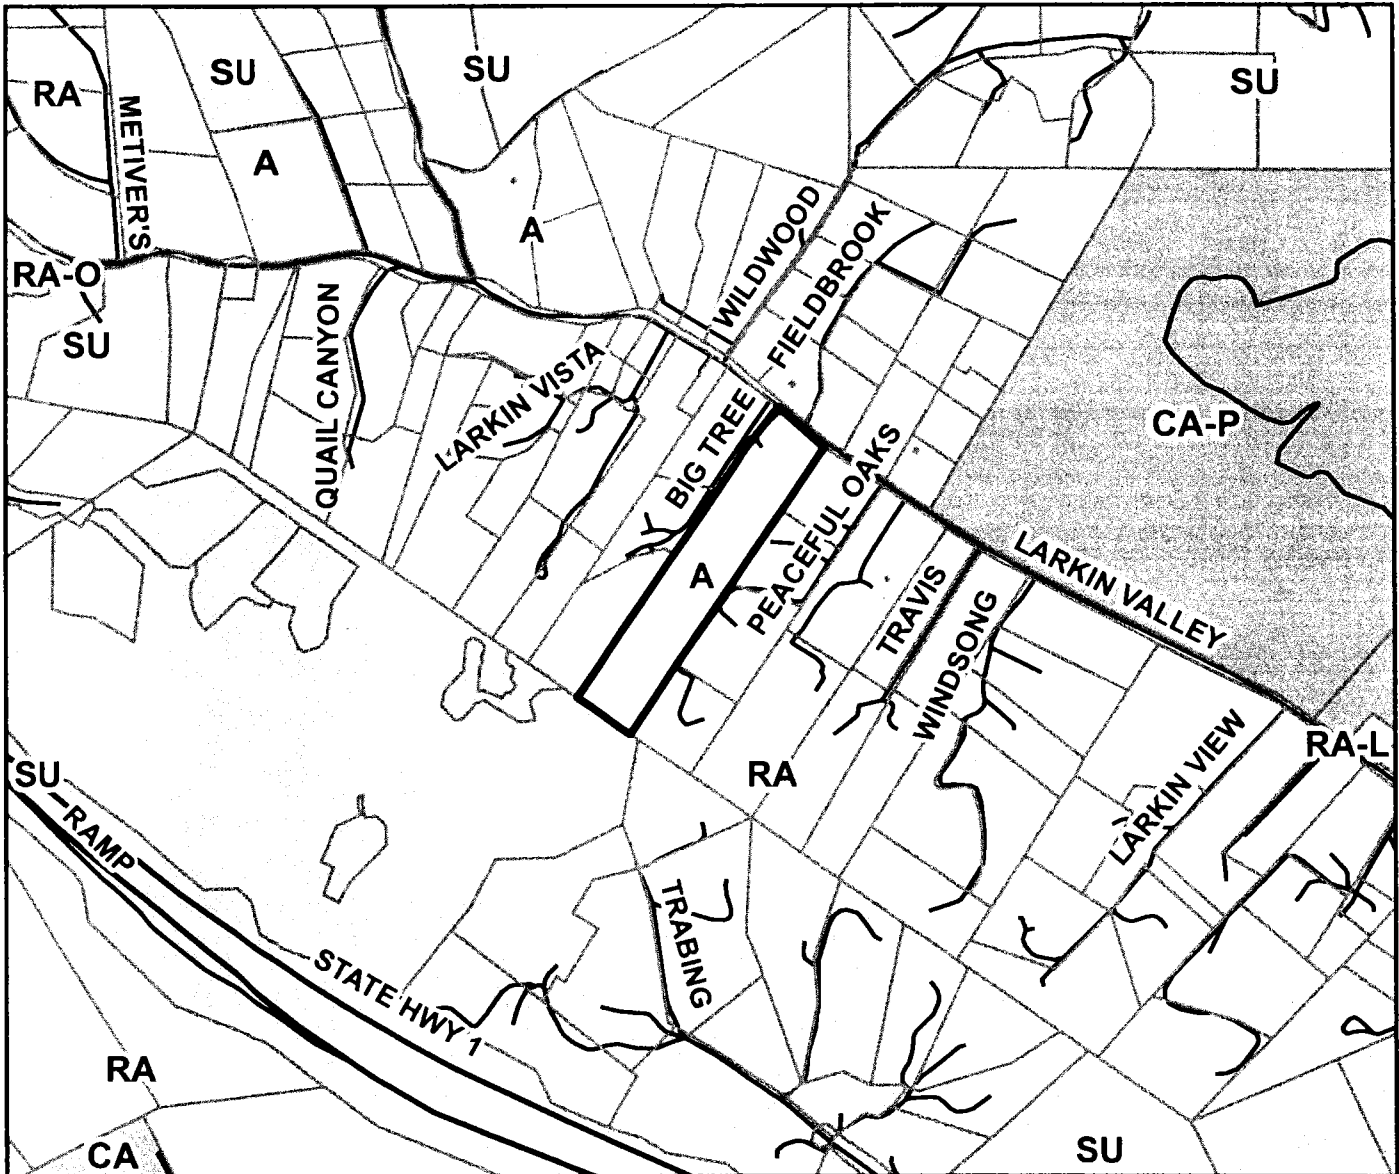 SU
SU
SU
RA
METIVER'S
A
A
WILDWOOD
FIELDBROOK
RA-O
SU
QUAIL CANYON
LARKIN VISTA
BIG TREE
CA-P
PEACEFUL OAKS
A
LARKIN VALLEY
TRAVIS
WINDSONG
LARKIN VIEW
RA-L
RA
SU
RAMP
TRABING
STATE HWY 1
RA
CA
SU